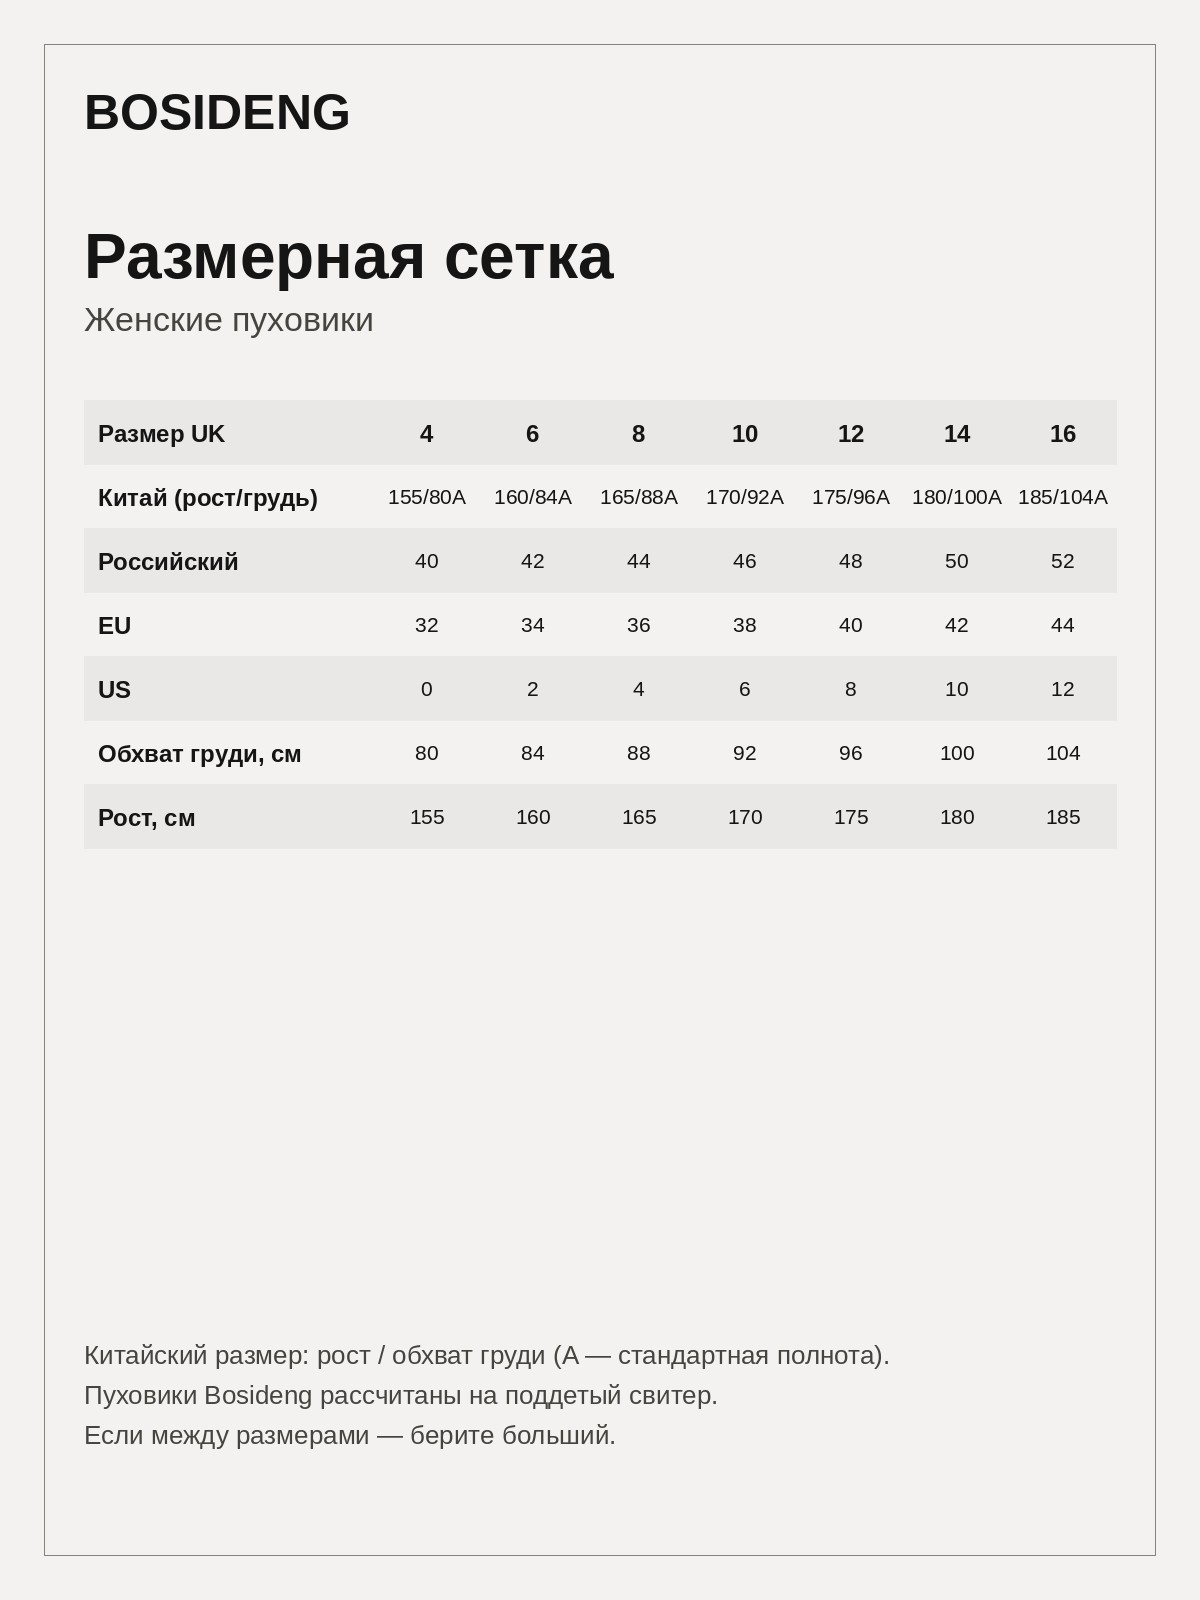 BOSIDENG
Размерная сетка
Женские пуховики
Размер UK 4 6 8 10 12 14 16
Китай (рост/грудь) 155/80A 160/84A 165/88A 170/92A 175/96A 180/100A 185/104A
Российский 40 42 44 46 48 50 52
EU 32 34 36 38 40 42 44
US 0 2 4 6 8 10 12
Обхват груди, см 80 84 88 92 96 100 104
Рост, см 155 160 165 170 175 180 185
Китайский размер: рост / обхват груди (A — стандартная полнота).
Пуховики Bosideng рассчитаны на поддетый свитер.
Если между размерами — берите больший.